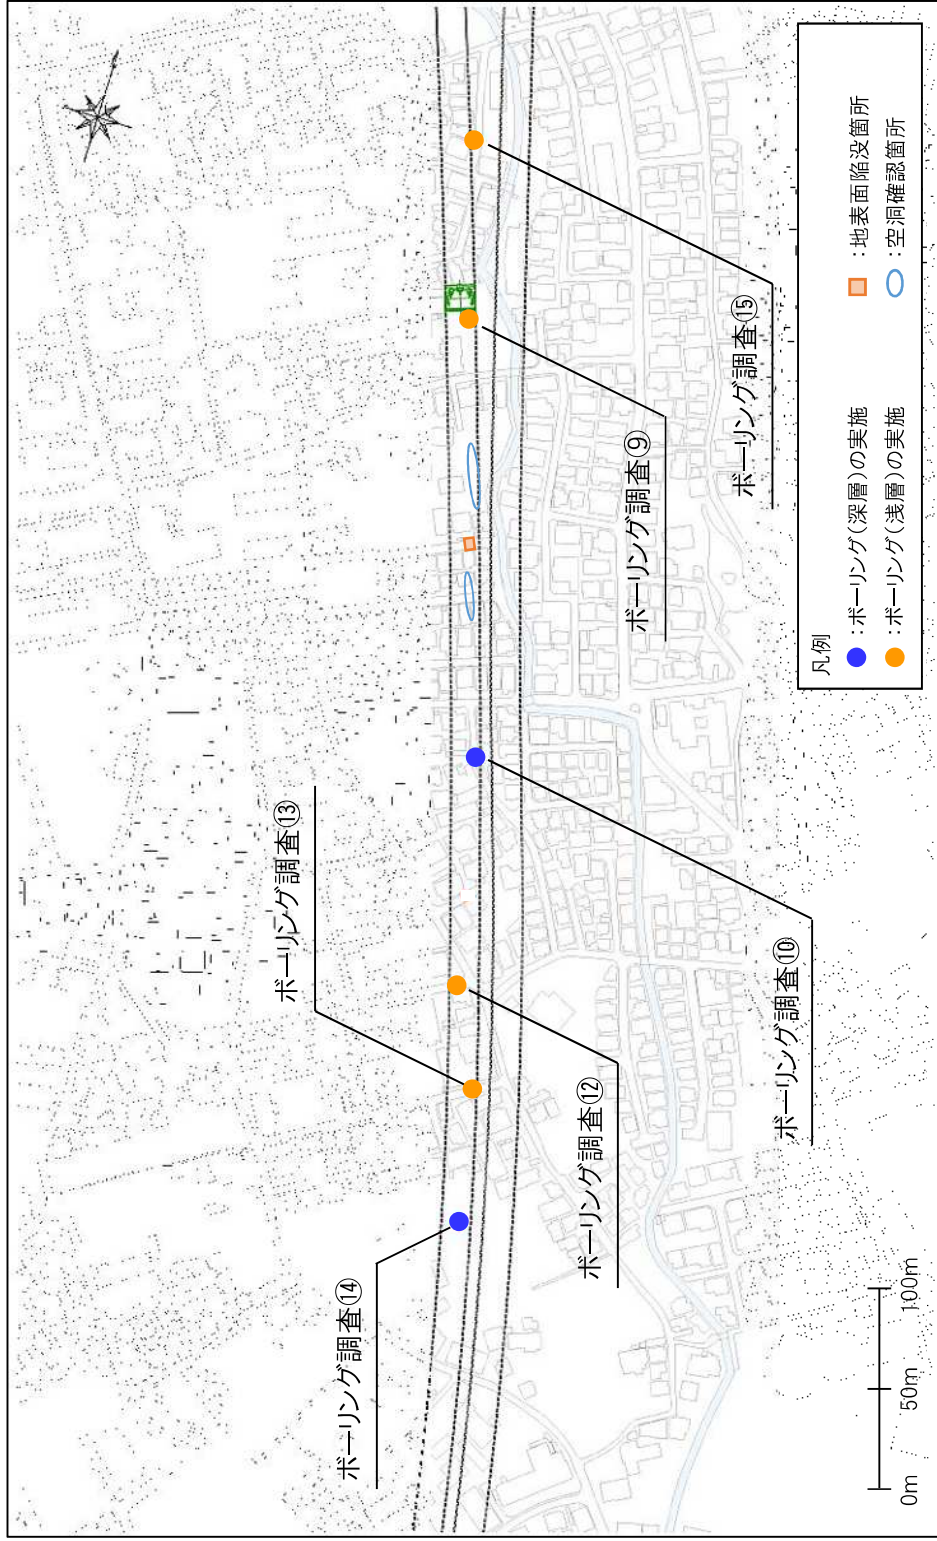 ボーリング調査⑭
ボーリング調査⑬
ボーリング調査⑫
ボーリング調査⑩
ボーリング調査⑨
ボーリング調査⑮
凡例
：ボーリング（深層）の実施
：地表面陥没箇所
：ボーリング（浅層）の実施
：空洞確認箇所
0m 50m 100m